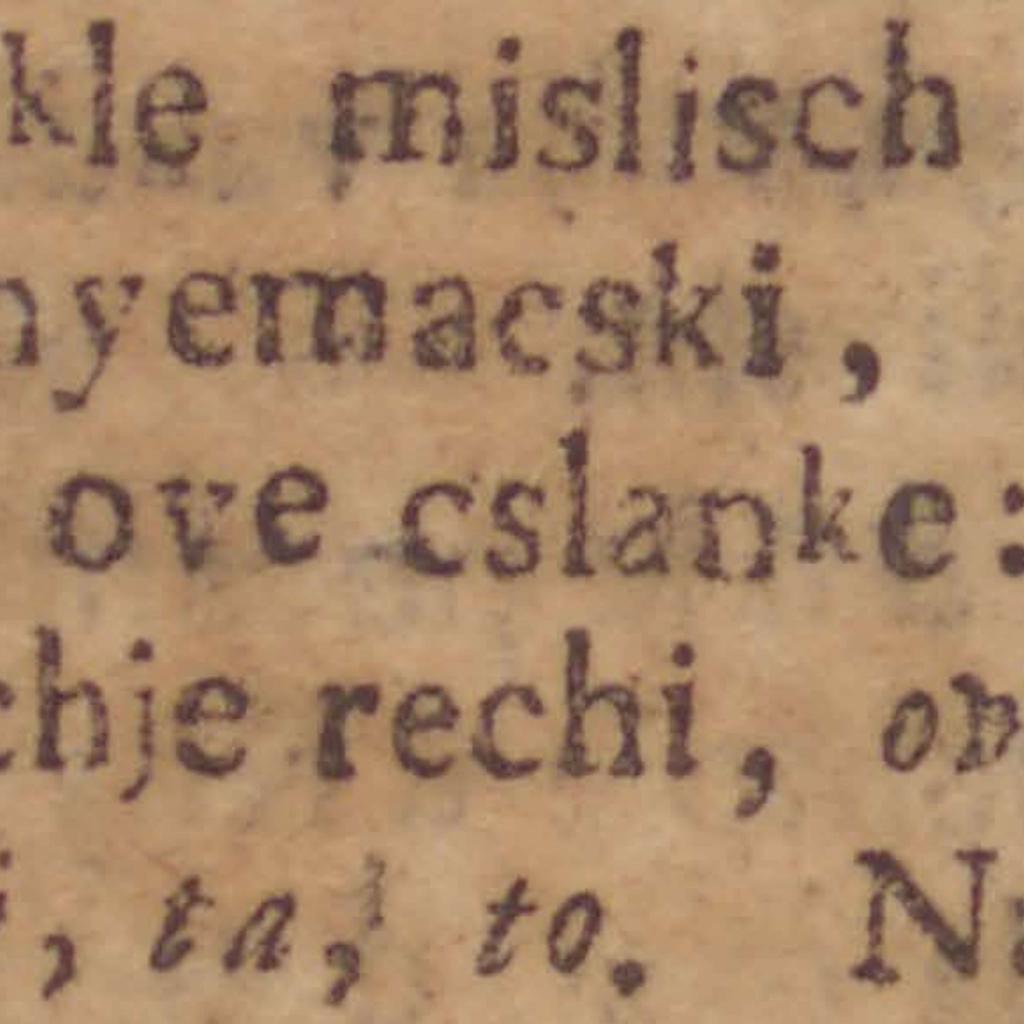 kle mislisch
nyemacski,
ove cslanke:
chje rechi,
, ta, to.